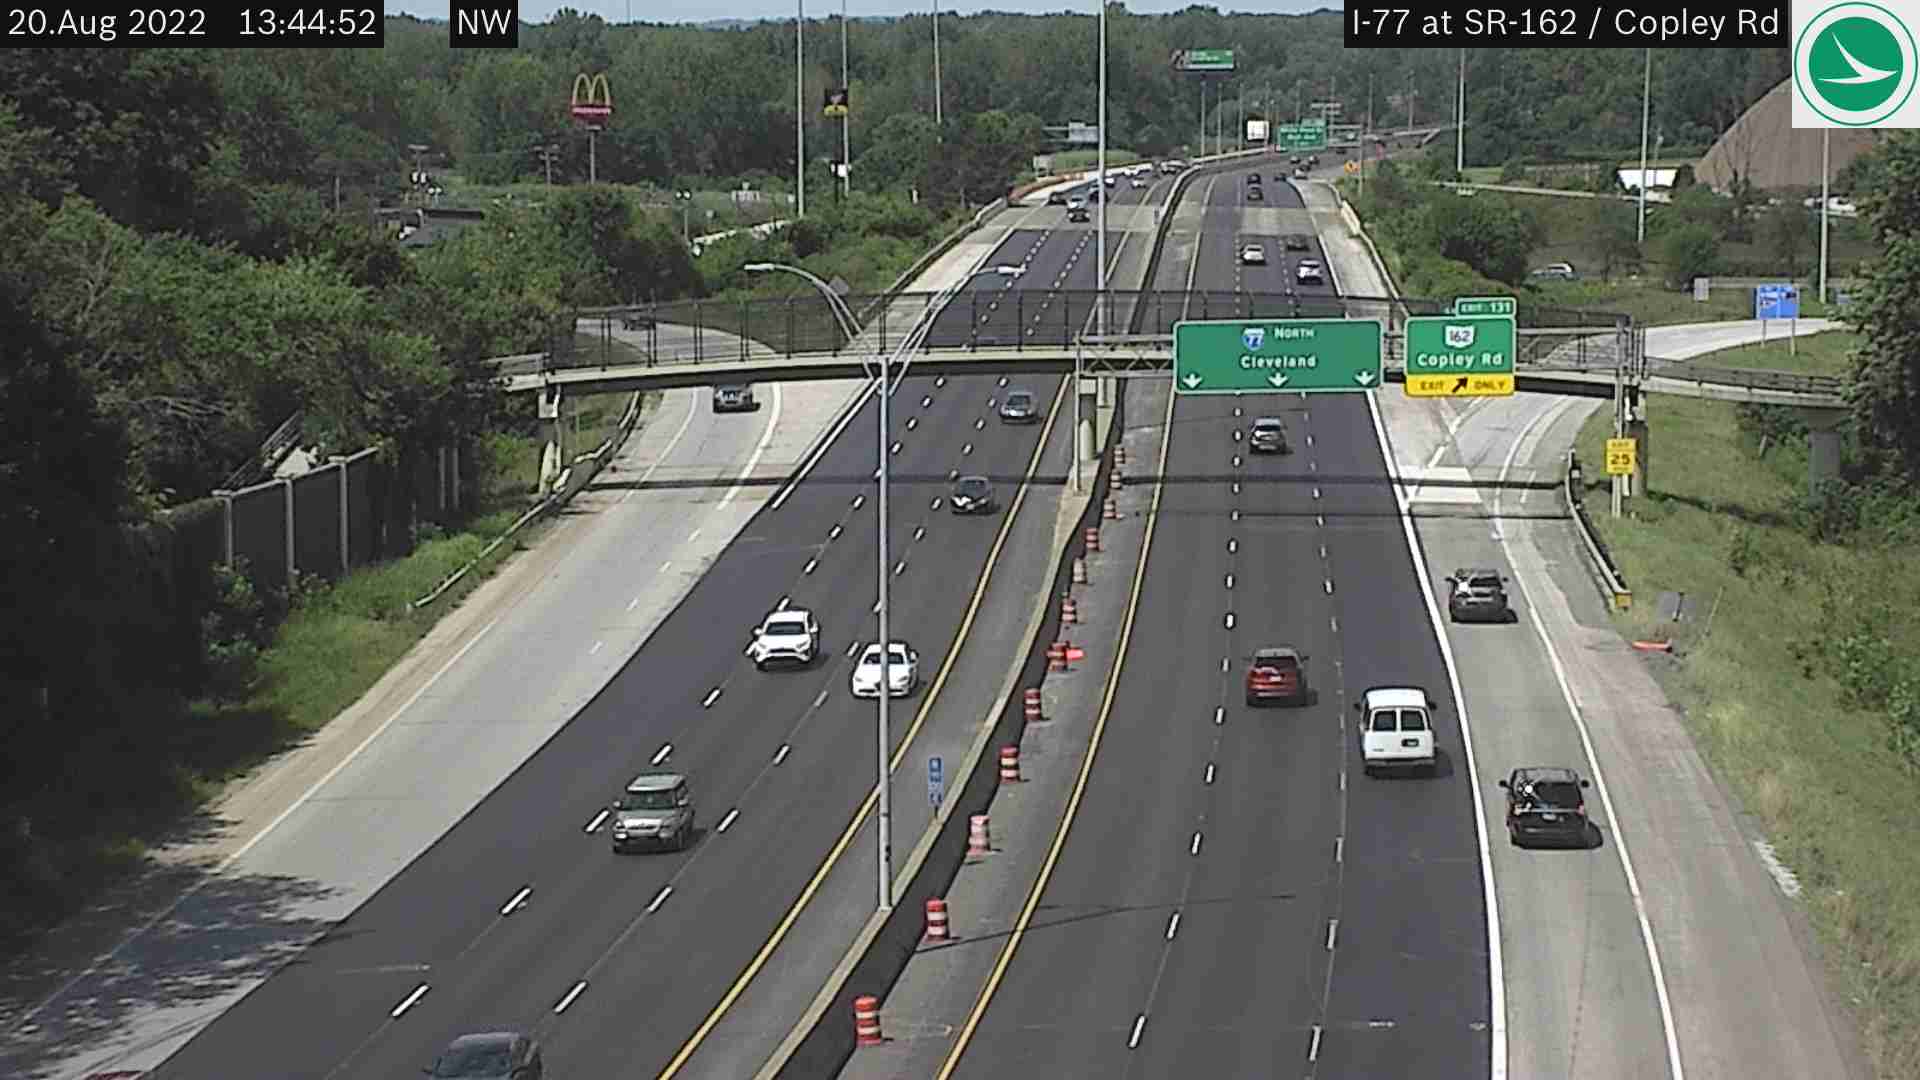 20.Aug 2022 13:44:52
NW
I-77 at SR-162 / Copley Rd
EXIT 131
77 NORTH
Cleveland
162
Copley Rd
EXIT ONLY
EXIT
25